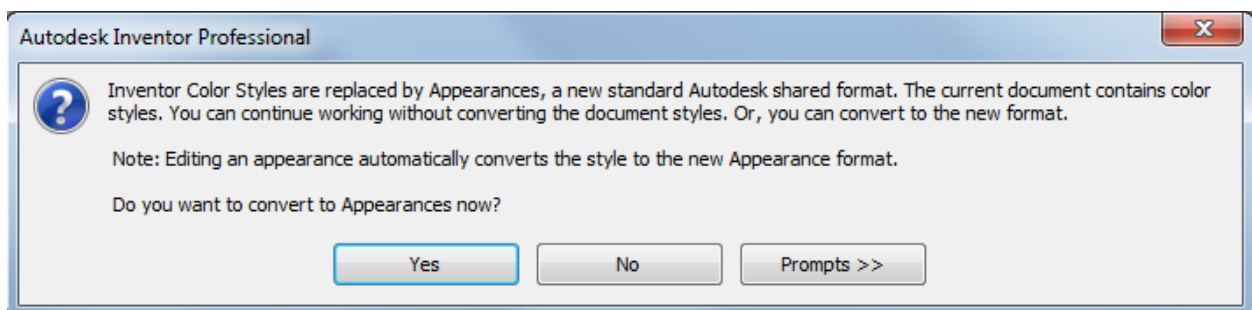 Autodesk Inventor Professional
Inventor Color Styles are replaced by Appearances, a new standard Autodesk shared format. The current document contains color
styles. You can continue working without converting the document styles. Or, you can convert to the new format.
Note: Editing an appearance automatically converts the style to the new Appearance format.
Do you want to convert to Appearances now?
Yes No Prompts >>